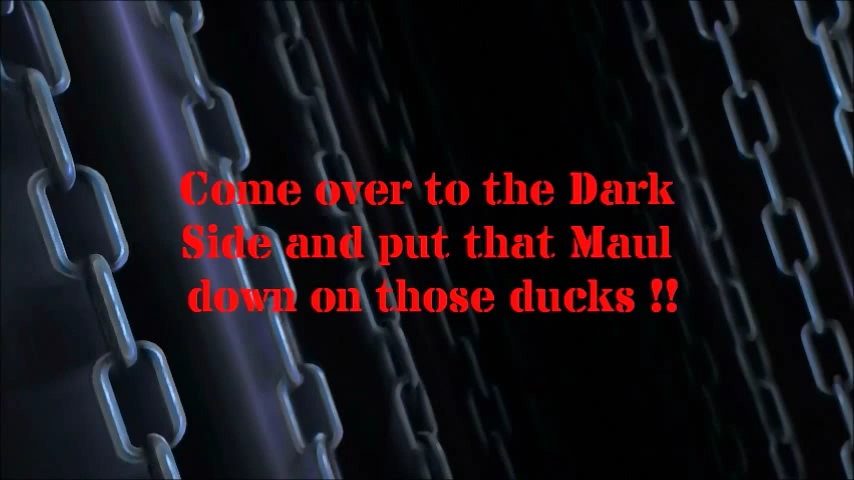 Come over to the Dark
Side and put that Maul
down on those ducks !!